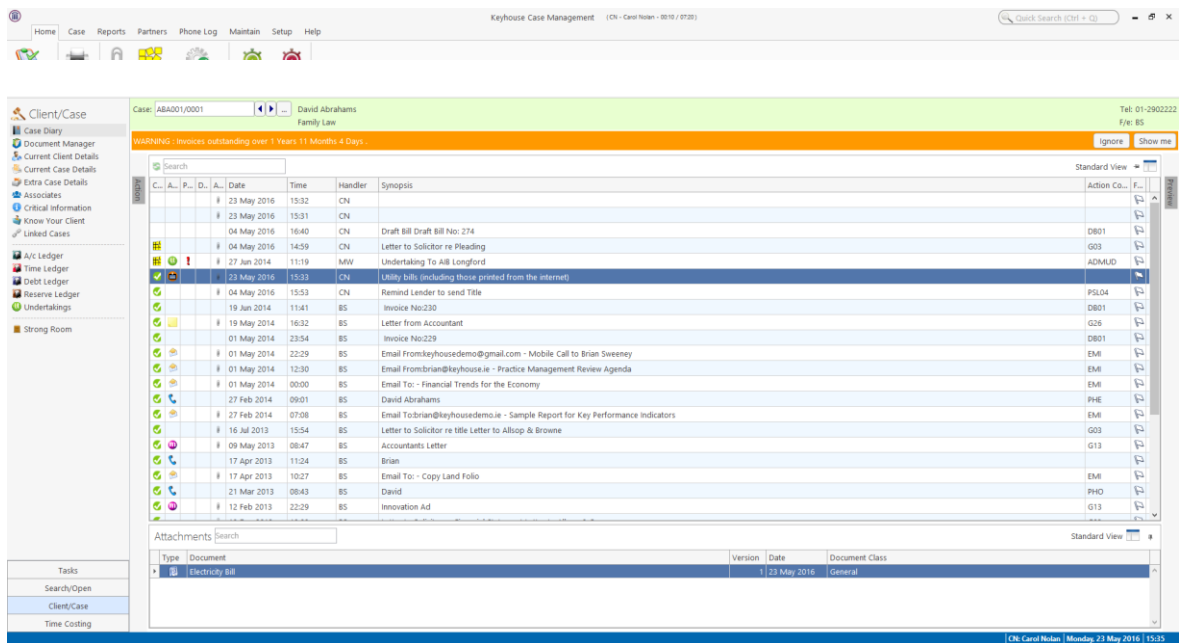 Keyhouse Case Management (CN - Carol Nolan - 00:10 / 07:20)
Quick Search (Ctrl + Q)
Home Case Reports Partners Phone Log Maintain Setup Help
Client/Case
Case Diary
Document Manager
Current Client Details
Current Case Details
Extra Case Details
Associates
Critical Information
Know Your Client
Linked Cases
A/c Ledger
Time Ledger
Debt Ledger
Reserve Ledger
Undertakings
Strong Room
Tasks
Search/Open
Client/Case
Time Costing
Case: ABA001/0001 ... David Abrahams Tel: 01-2902222
Family Law F/e: BS
WARNING : Invoices outstanding over 1 Years 11 Months 4 Days . Ignore Show me
Action
Search Standard View
Preview
C... A... P... D.. A... Date Time Handler Synopsis Action Co... F...
23 May 2016 15:32 CN
23 May 2016 15:31 CN
04 May 2016 16:40 CN Draft Bill Draft Bill No: 274 DB01
04 May 2016 14:59 CN Letter to Solicitor re Pleading G03
27 Jun 2014 11:19 MW Undertaking To AIB Longford ADMUD
23 May 2016 15:33 CN Utility bills (including those printed from the internet)
04 May 2016 15:53 CN Remind Lender to send Title PSL04
19 Jun 2014 11:41 BS Invoice No:230 DB01
19 May 2014 16:32 BS Letter from Accountant G26
01 May 2014 23:54 BS Invoice No:229 DB01
01 May 2014 22:29 BS Email From:keyhousedemo@gmail.com - Mobile Call to Brian Sweeney EMI
01 May 2014 12:30 BS Email From:brian@keyhouse.ie - Practice Management Review Agenda EMI
01 May 2014 00:00 BS Email To: - Financial Trends for the Economy EMI
27 Feb 2014 09:01 BS David Abrahams PHE
27 Feb 2014 07:08 BS Email To:brian@keyhousedemo.ie - Sample Report for Key Performance Indicators EMI
16 Jul 2013 15:54 BS Letter to Solicitor re title Letter to Allsop & Browne G03
09 May 2013 08:47 BS Accountants Letter G13
17 Apr 2013 11:24 BS Brian
17 Apr 2013 10:27 BS Email To: - Copy Land Folio EMI
21 Mar 2013 08:43 BS David PHO
12 Feb 2013 22:29 BS Innovation Ad G13
Attachments Search Standard View
Type Document Version Date Document Class
Electricity Bill 1 23 May 2016 General
CN: Carol Nolan Monday, 23 May 2016 15:35